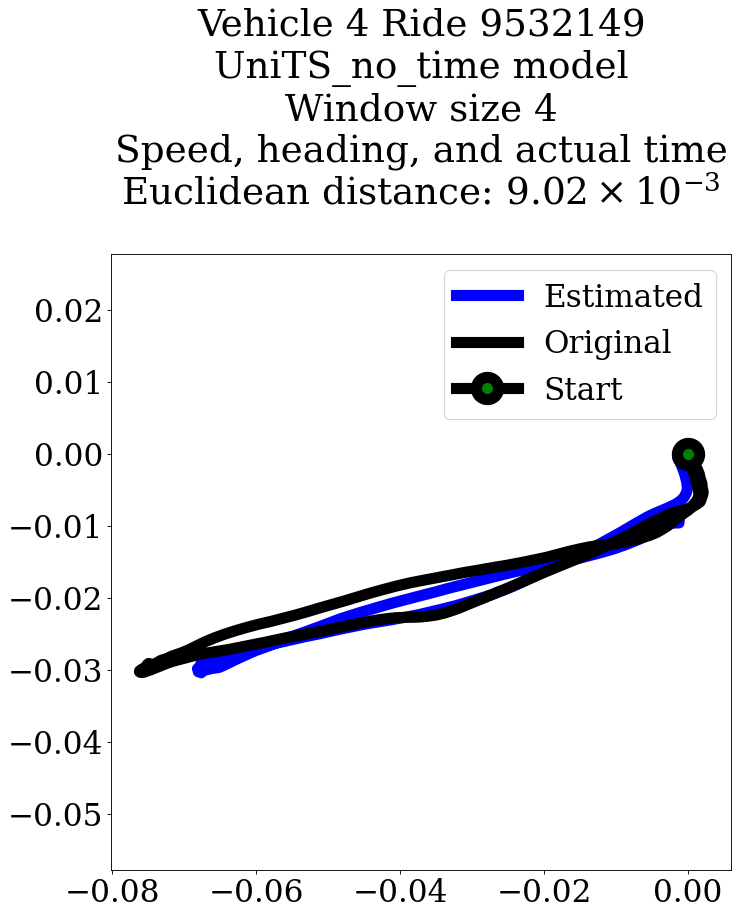 Vehicle 4 Ride 9532149
UniTS_no_time model
Window size 4
Speed, heading, and actual time
Euclidean distance: 9.02 × 10⁻³
Estimated
Original
Start
0.02
0.01
0.00
−0.01
−0.02
−0.03
−0.04
−0.05
−0.08 −0.06 −0.04 −0.02 0.00